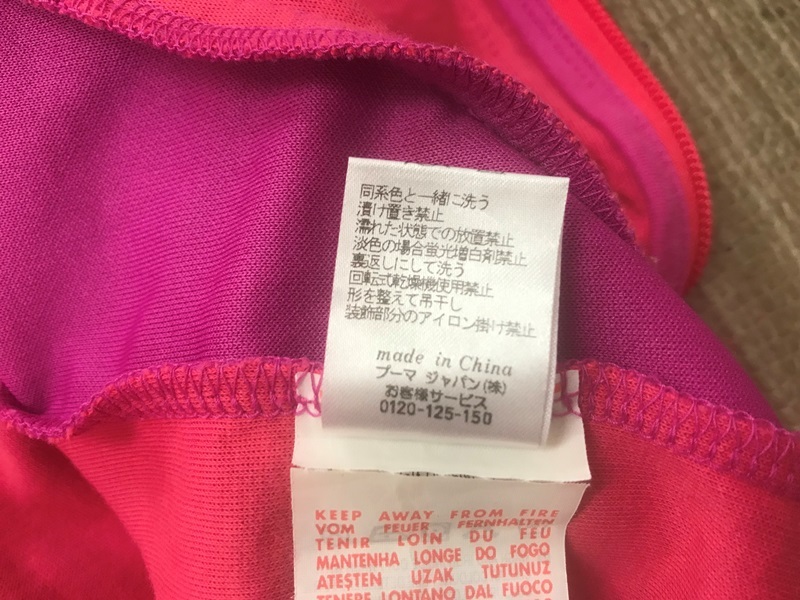 同系色と一緒に洗う
漬け置き禁止
濡れた状態での放置禁止
淡色の場合蛍光増白剤禁止
裏返しにして洗う
回転式乾燥機使用禁止
形を整えて吊干し
装飾部分のアイロン掛け禁止
made in China
プーマ ジャパン(株)
お客様サービス
0120-125-150
KEEP AWAY FROM FIRE
VOM FEUER FERNHALTEN
TENIR LOIN DU FEU
MANTENHA LONGE DO FOGO
ATEŞTEN UZAK TUTUNUZ
TENERE LONTANO DAL FUOCO